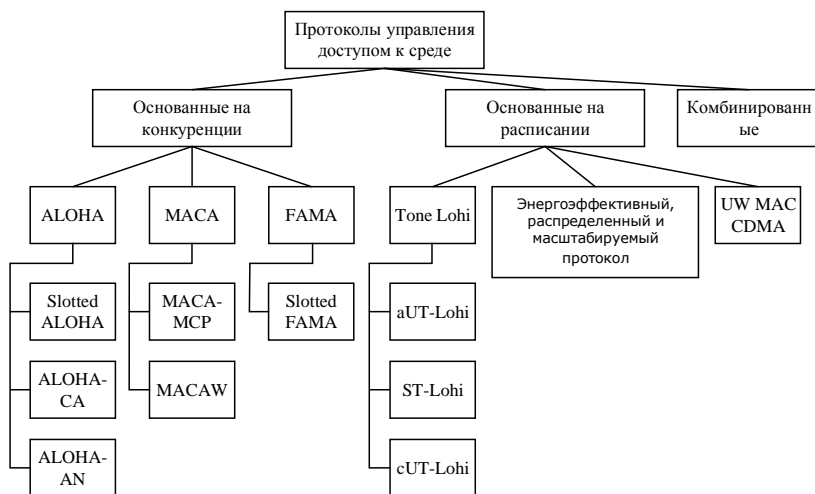 Протоколы управления
доступом к среде
Основанные на
конкуренции
Основанные на
расписании
Комбинированн
ые
ALOHA
MACA
FAMA
Tone Lohi
Энергоэффективный,
распределенный и
масштабируемый
протокол
UW MAC
CDMA
Slotted
ALOHA
MACA-
MCP
Slotted
FAMA
aUT-Lohi
ALOHA-
CA
MACAW
ST-Lohi
ALOHA-
AN
cUT-Lohi